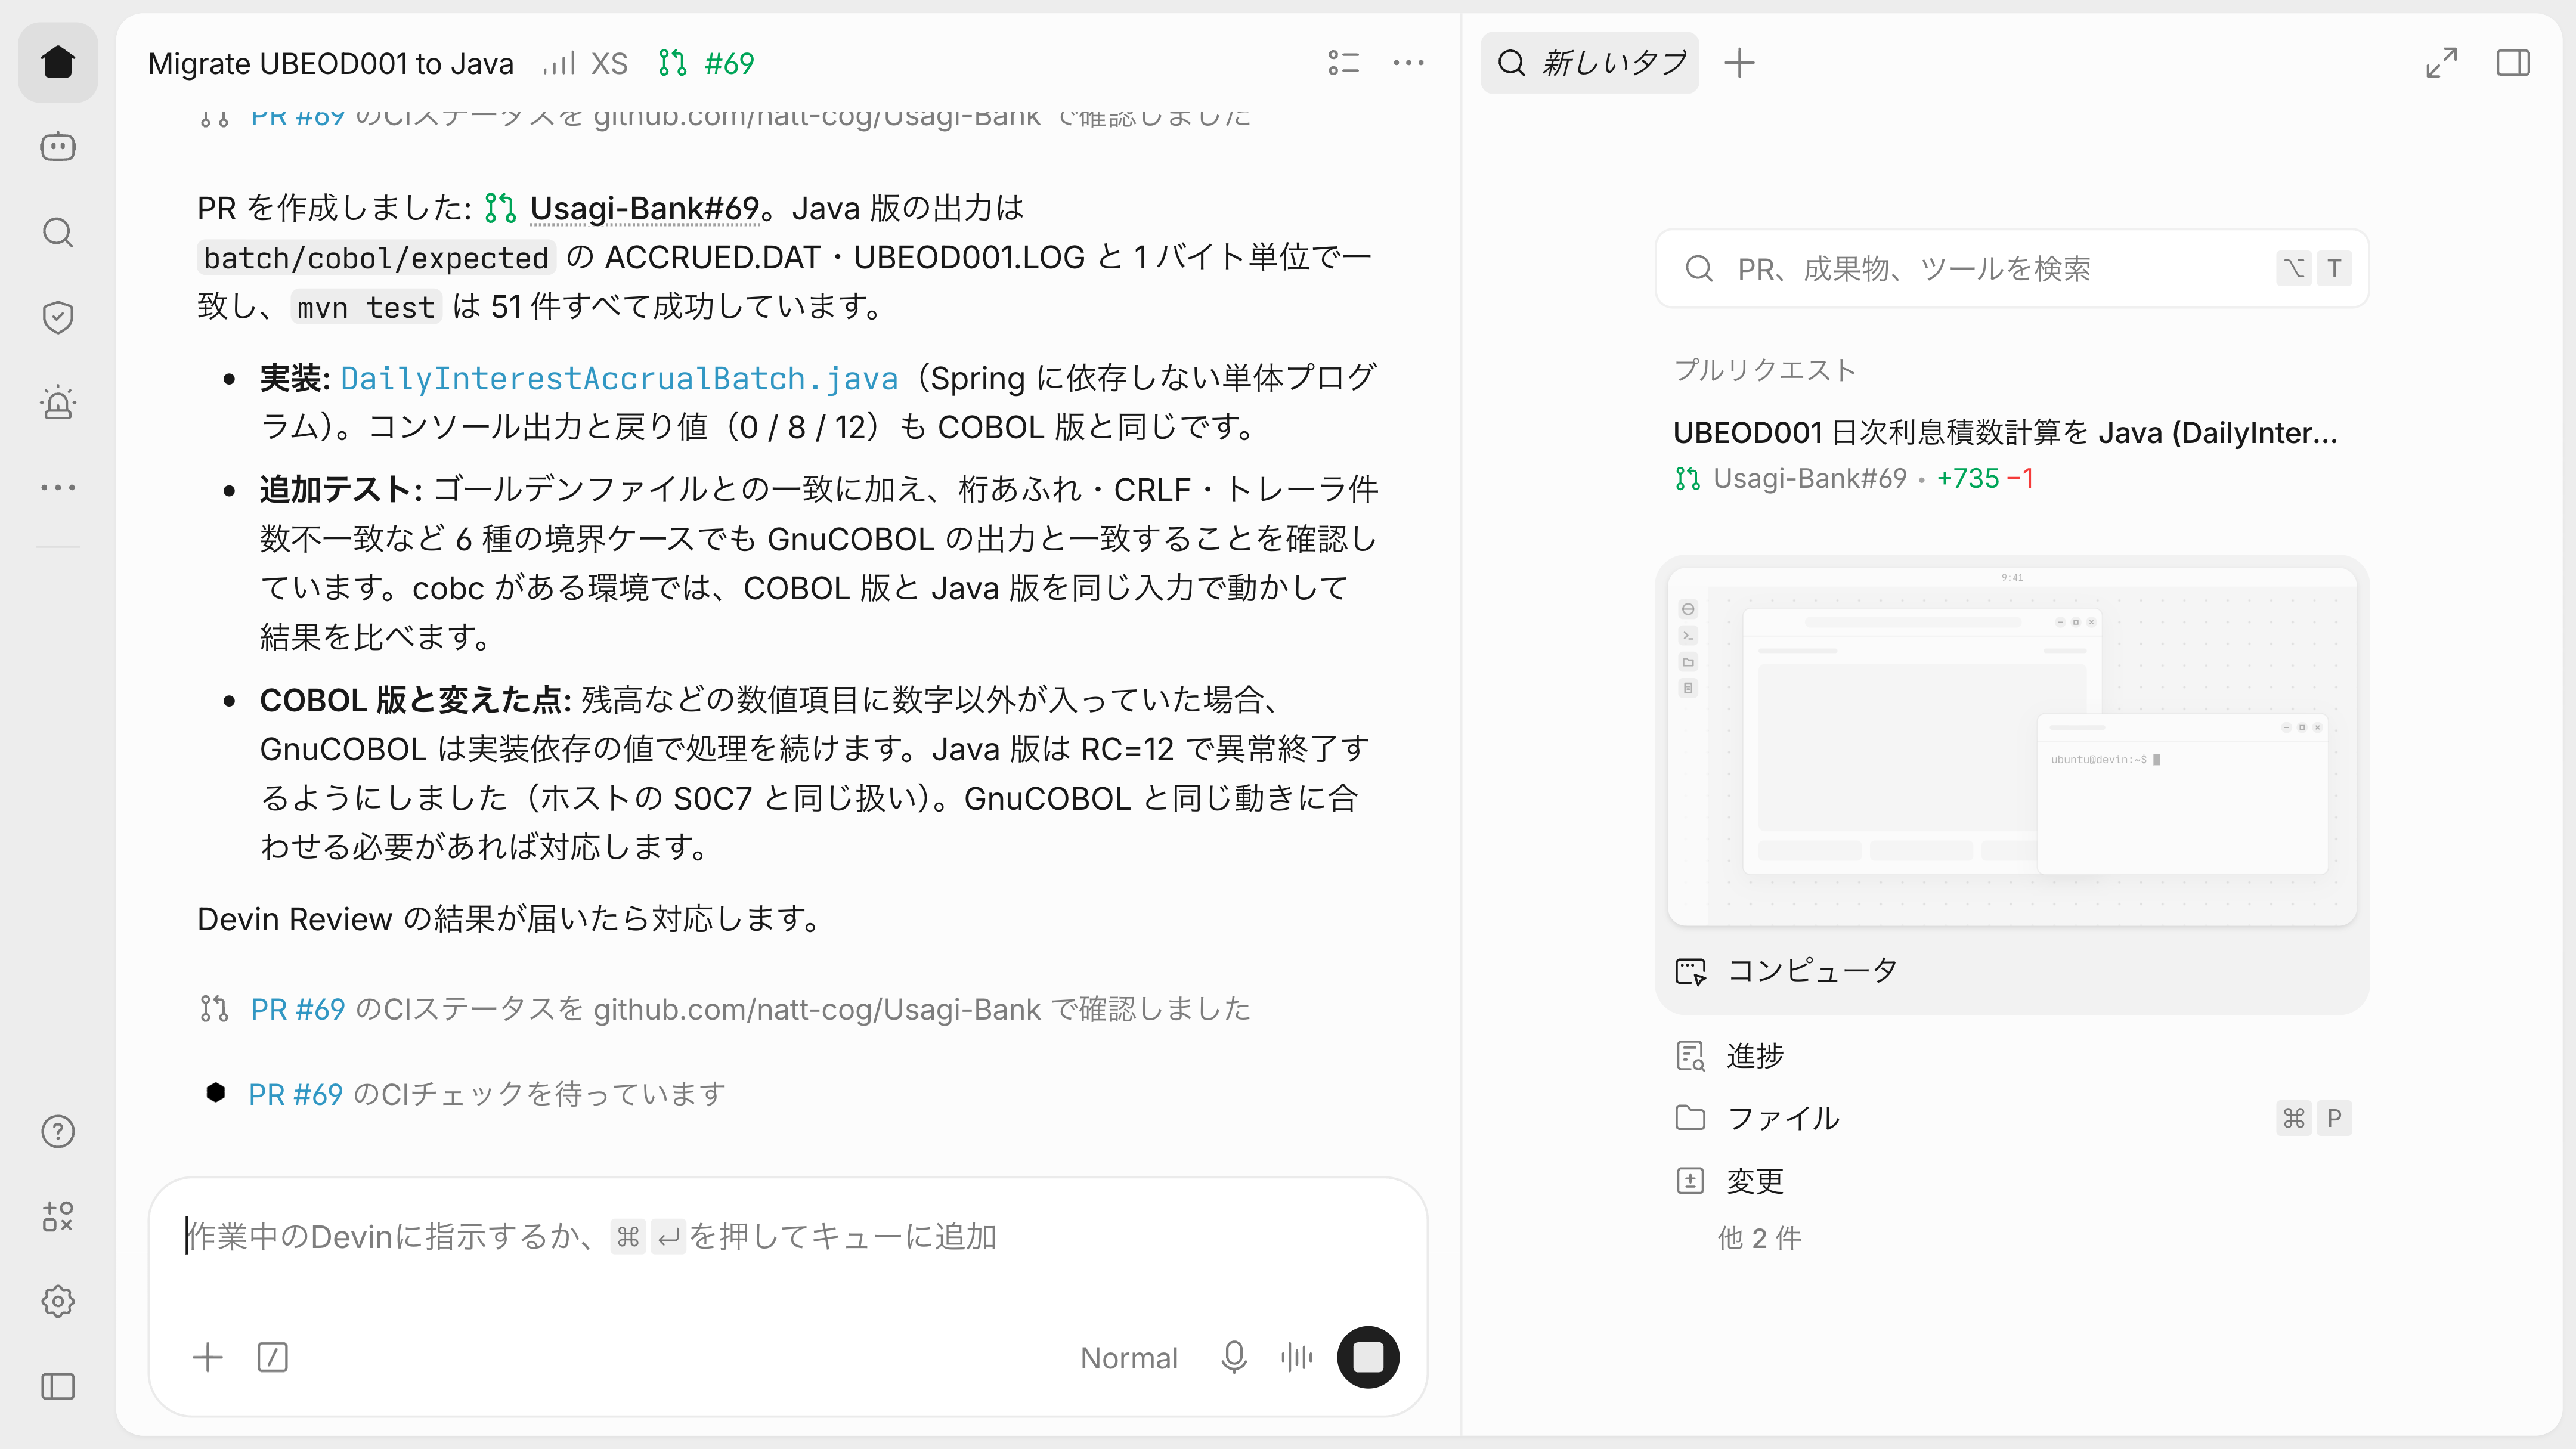 Migrate UBEOD001 to Java XS #69
PR #69 のCIステータスを github.com/natt-cog/Usagi-Bank で確認しました
PR を作成しました: Usagi-Bank#69。Java 版の出力は
batch/cobol/expected の ACCRUED.DAT・UBEOD001.LOG と 1 バイト単位で一
致し、mvn test は 51 件すべて成功しています。
• 実装: DailyInterestAccrualBatch.java（Spring に依存しない単体プログ
ラム）。コンソール出力と戻り値（0 / 8 / 12）も COBOL 版と同じです。
• 追加テスト: ゴールデンファイルとの一致に加え、桁あふれ・CRLF・トレーラ件
数不一致など 6 種の境界ケースでも GnuCOBOL の出力と一致することを確認し
ています。cobc がある環境では、COBOL 版と Java 版を同じ入力で動かして
結果を比べます。
• COBOL 版と変えた点: 残高などの数値項目に数字以外が入っていた場合、
GnuCOBOL は実装依存の値で処理を続けます。Java 版は RC=12 で異常終了す
るようにしました（ホストの S0C7 と同じ扱い）。GnuCOBOL と同じ動きに合
わせる必要があれば対応します。
Devin Review の結果が届いたら対応します。
PR #69 のCIステータスを github.com/natt-cog/Usagi-Bank で確認しました
PR #69 のCIチェックを待っています
作業中のDevinに指示するか、⌘ ↵ を押してキューに追加
Normal
新しいタブ
PR、成果物、ツールを検索 ⌥ T
プルリクエスト
UBEOD001 日次利息積数計算を Java (DailyInter...
Usagi-Bank#69 • +735 −1
9:41
ubuntu@devin:~$
コンピュータ
進捗
ファイル ⌘ P
変更
他 2 件